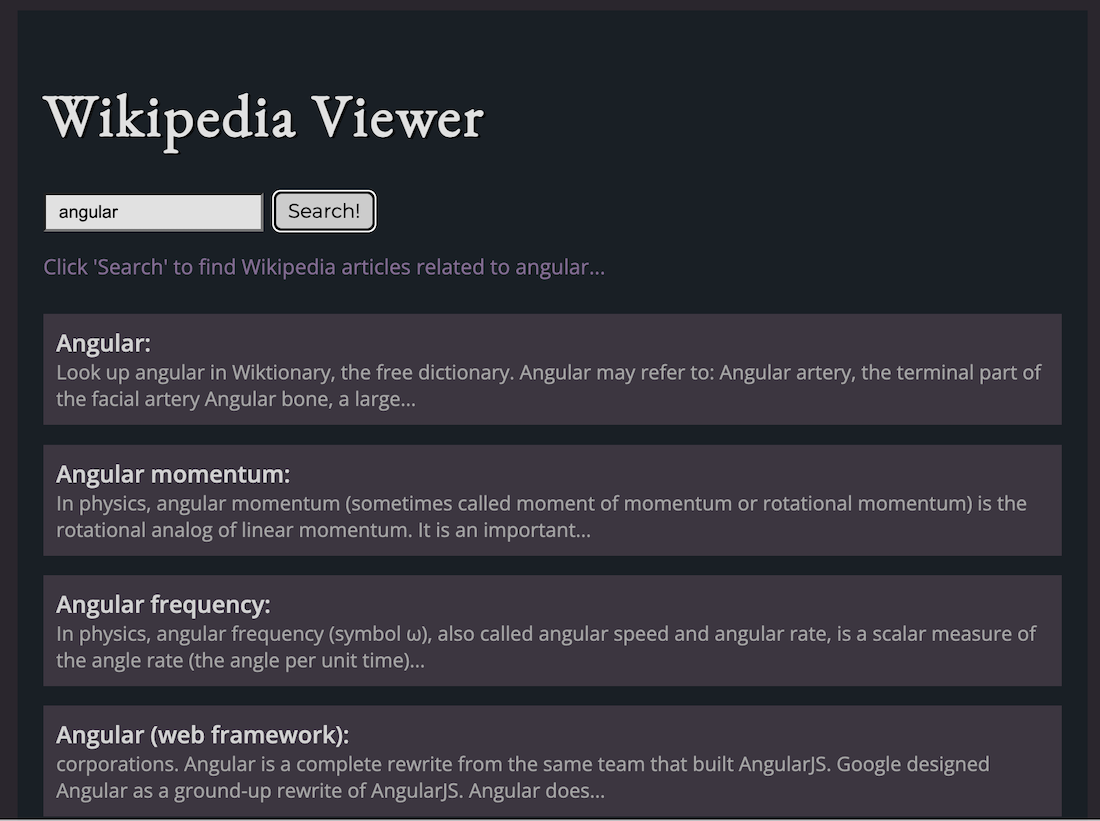 Wikipedia Viewer
angular
Search!
Click 'Search' to find Wikipedia articles related to angular...
Angular:
Look up angular in Wiktionary, the free dictionary. Angular may refer to: Angular artery, the terminal part of
the facial artery Angular bone, a large...
Angular momentum:
In physics, angular momentum (sometimes called moment of momentum or rotational momentum) is the
rotational analog of linear momentum. It is an important...
Angular frequency:
In physics, angular frequency (symbol ω), also called angular speed and angular rate, is a scalar measure of
the angle rate (the angle per unit time)...
Angular (web framework):
corporations. Angular is a complete rewrite from the same team that built AngularJS. Google designed
Angular as a ground-up rewrite of AngularJS. Angular does...